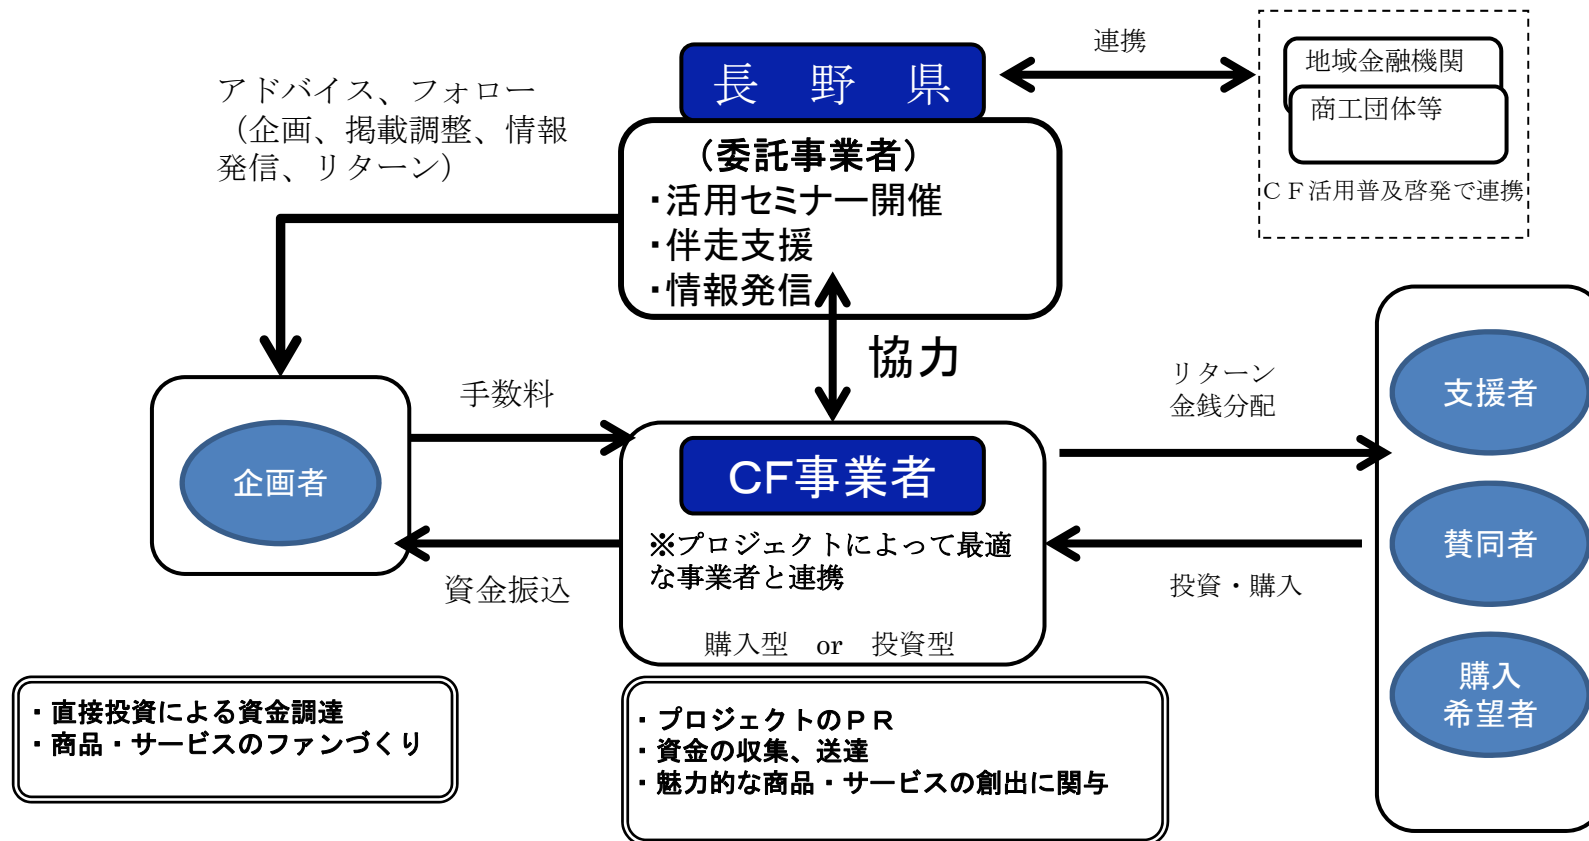 長　野　県
連携
地域金融機関
商工団体等
ＣＦ活用普及啓発で連携
アドバイス、フォロー
（企画、掲載調整、情報
発信、リターン）
（委託事業者）
・活用セミナー開催
・伴走支援
・情報発信
協力
手数料
企画者
資金振込
CF事業者
※プロジェクトによって最適
な事業者と連携
購入型　or　投資型
リターン
金銭分配
投資・購入
支援者
賛同者
購入
希望者
・直接投資による資金調達
・商品・サービスのファンづくり
・プロジェクトのＰＲ
・資金の収集、送達
・魅力的な商品・サービスの創出に関与